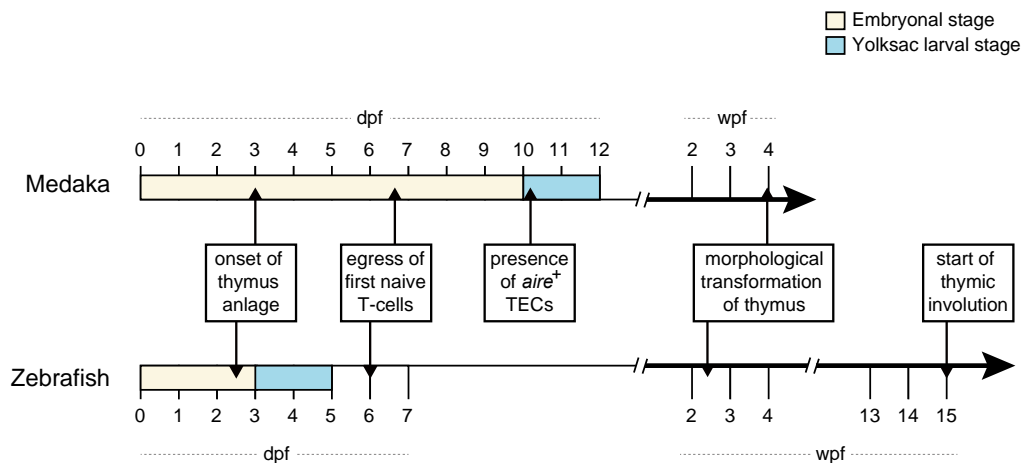 Embryonal stage
Yolksac larval stage
dpf
wpf
0 1 2 3 4 5 6 7 8 9 10 11 12
2 3 4
Medaka
onset of
thymus
anlage
egress of
first naive
T-cells
presence
of aire+
TECs
morphological
transformation
of thymus
start of
thymic
involution
Zebrafish
0 1 2 3 4 5 6 7
2 3 4
13 14 15
dpf
wpf